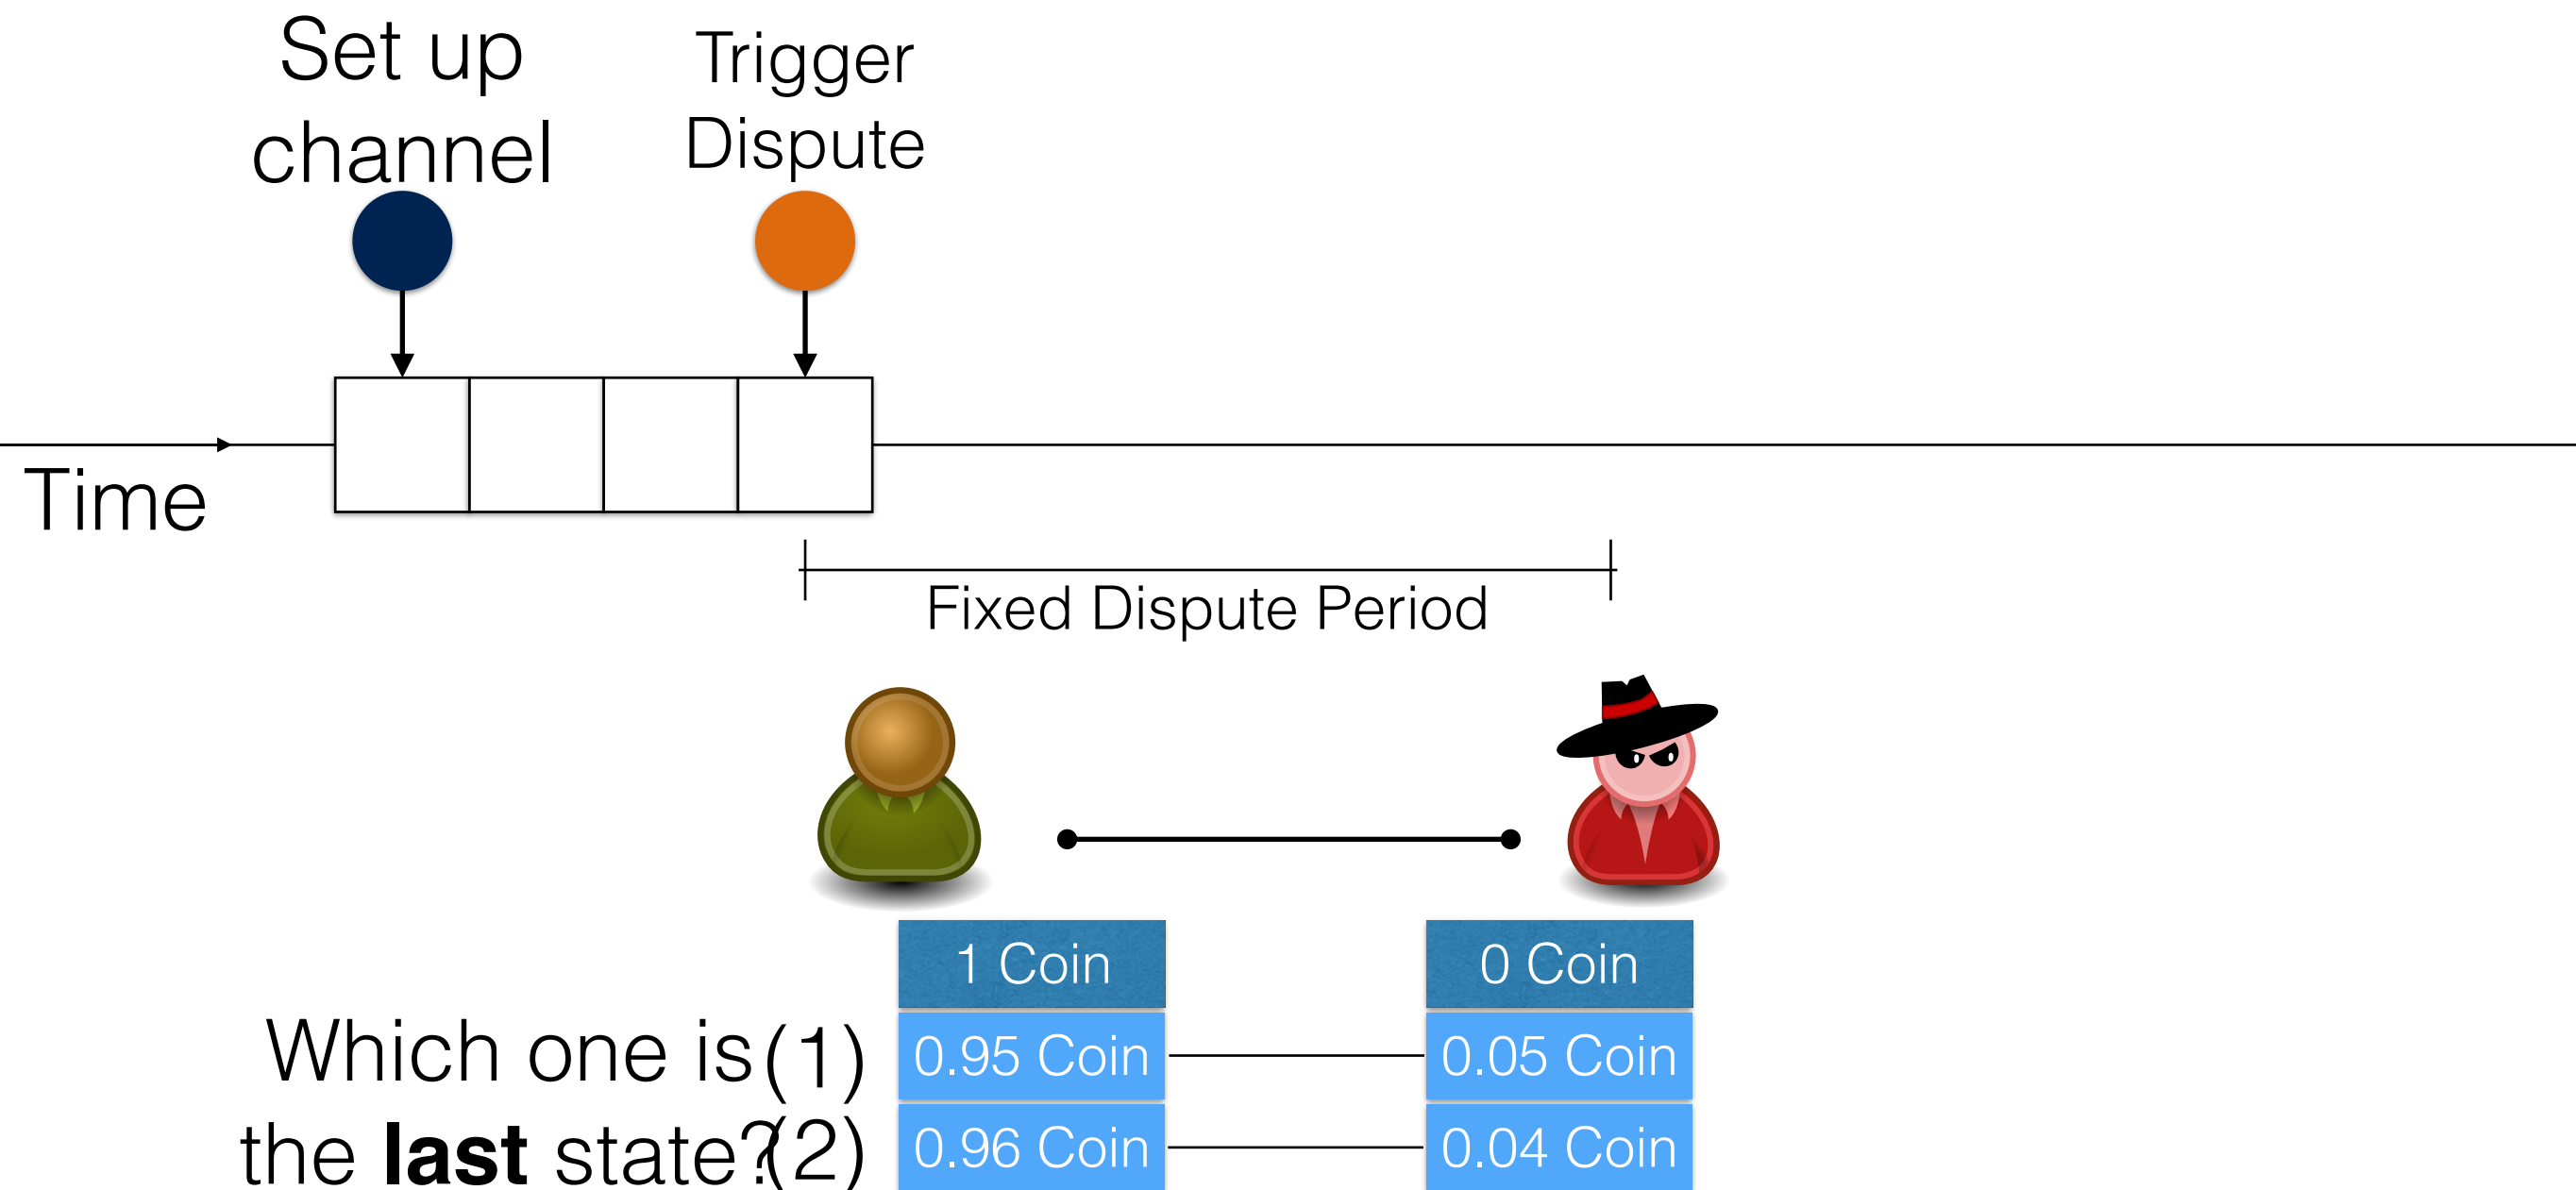 Set up
channel
Trigger
Dispute
Time
Fixed Dispute Period
1 Coin
0 Coin
Which one is
the last state?
(1)
0.95 Coin
0.05 Coin
(2)
0.96 Coin
0.04 Coin